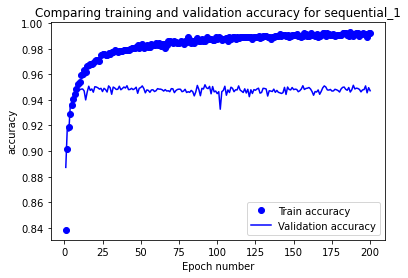 Comparing training and validation accuracy for sequential_1
1.00
0.98
0.96
0.94
0.92
0.90
0.88
0.86
0.84
accuracy
Train accuracy
Validation accuracy
0 25 50 75 100 125 150 175 200
Epoch number